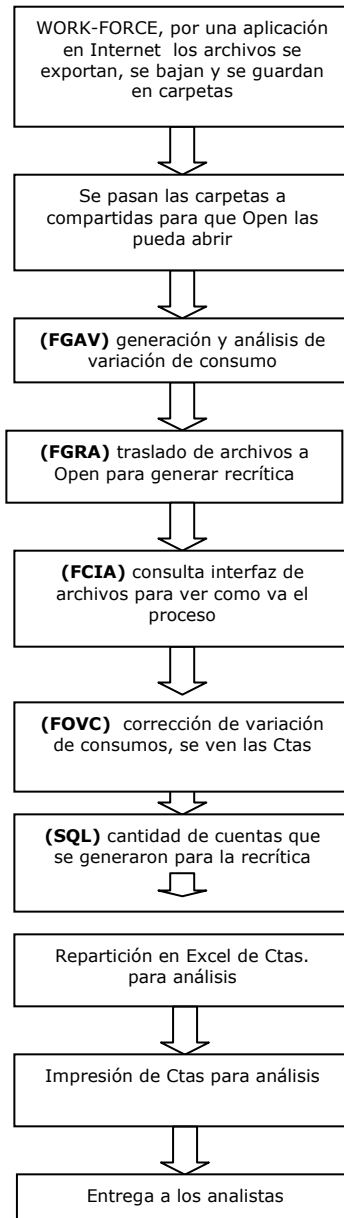 WORK-FORCE, por una aplicación
en Internet los archivos se
exportan, se bajan y se guardan
en carpetas
Se pasan las carpetas a
compartidas para que Open las
pueda abrir
(FGAV) generación y análisis de
variación de consumo
(FGRA) traslado de archivos a
Open para generar recrítica
(FCIA) consulta interfaz de
archivos para ver como va el
proceso
(FOVC) corrección de variación
de consumos, se ven las Ctas
(SQL) cantidad de cuentas que
se generaron para la recrítica
Repartición en Excel de Ctas.
para análisis
Impresión de Ctas para análisis
Entrega a los analistas